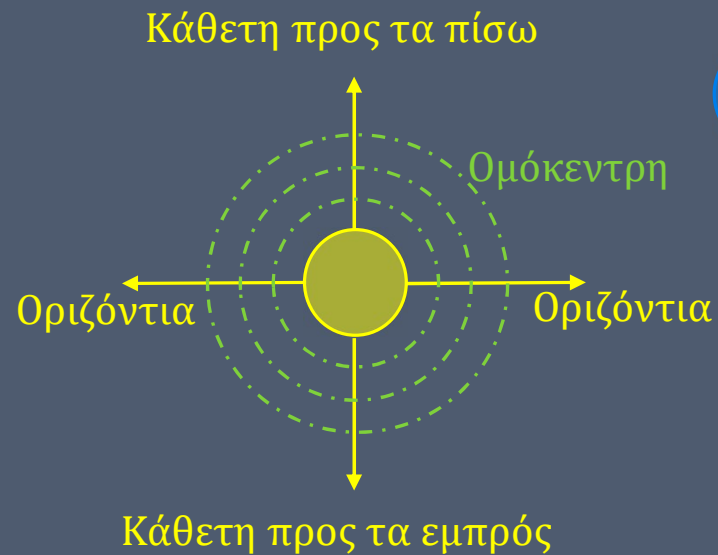 Κάθετη προς τα πίσω
Ομόκεντρη
Οριζόντια
Οριζόντια
Κάθετη προς τα εμπρός